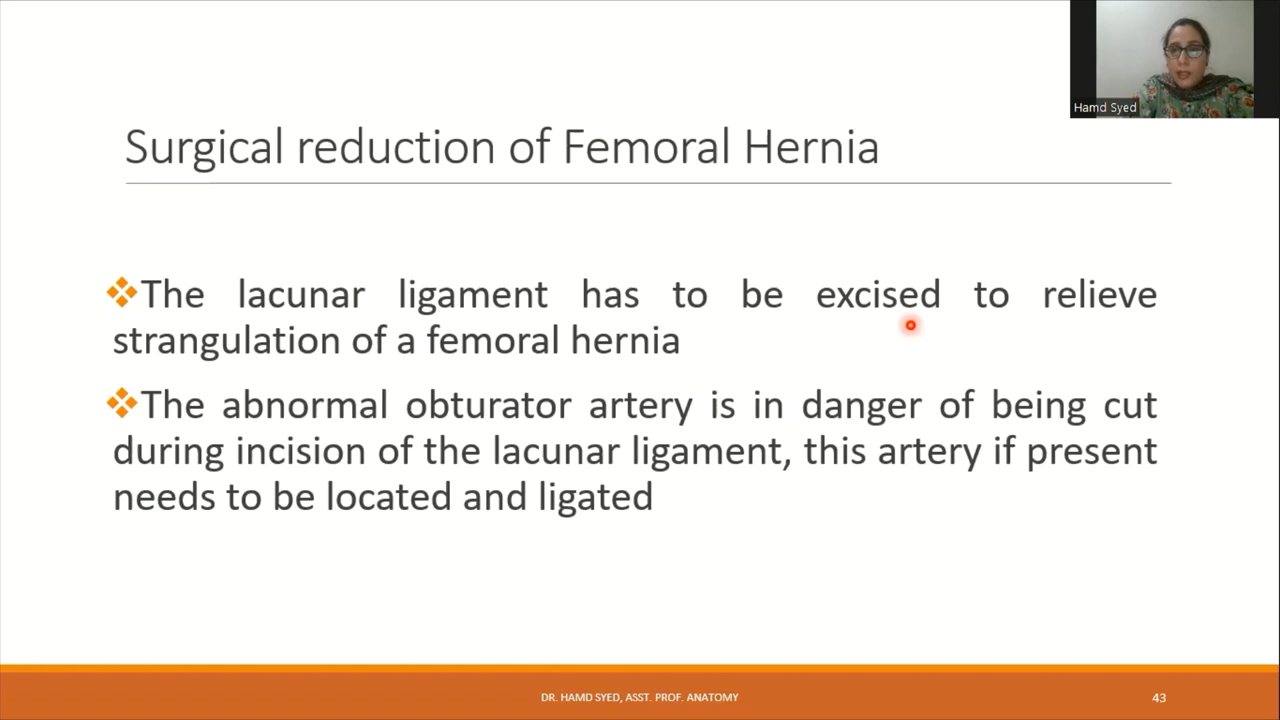 Hamd Syed
Surgical reduction of Femoral Hernia
The lacunar ligament has to be excised to relieve
strangulation of a femoral hernia
The abnormal obturator artery is in danger of being cut
during incision of the lacunar ligament, this artery if present
needs to be located and ligated
DR. HAMD SYED, ASST. PROF. ANATOMY
43